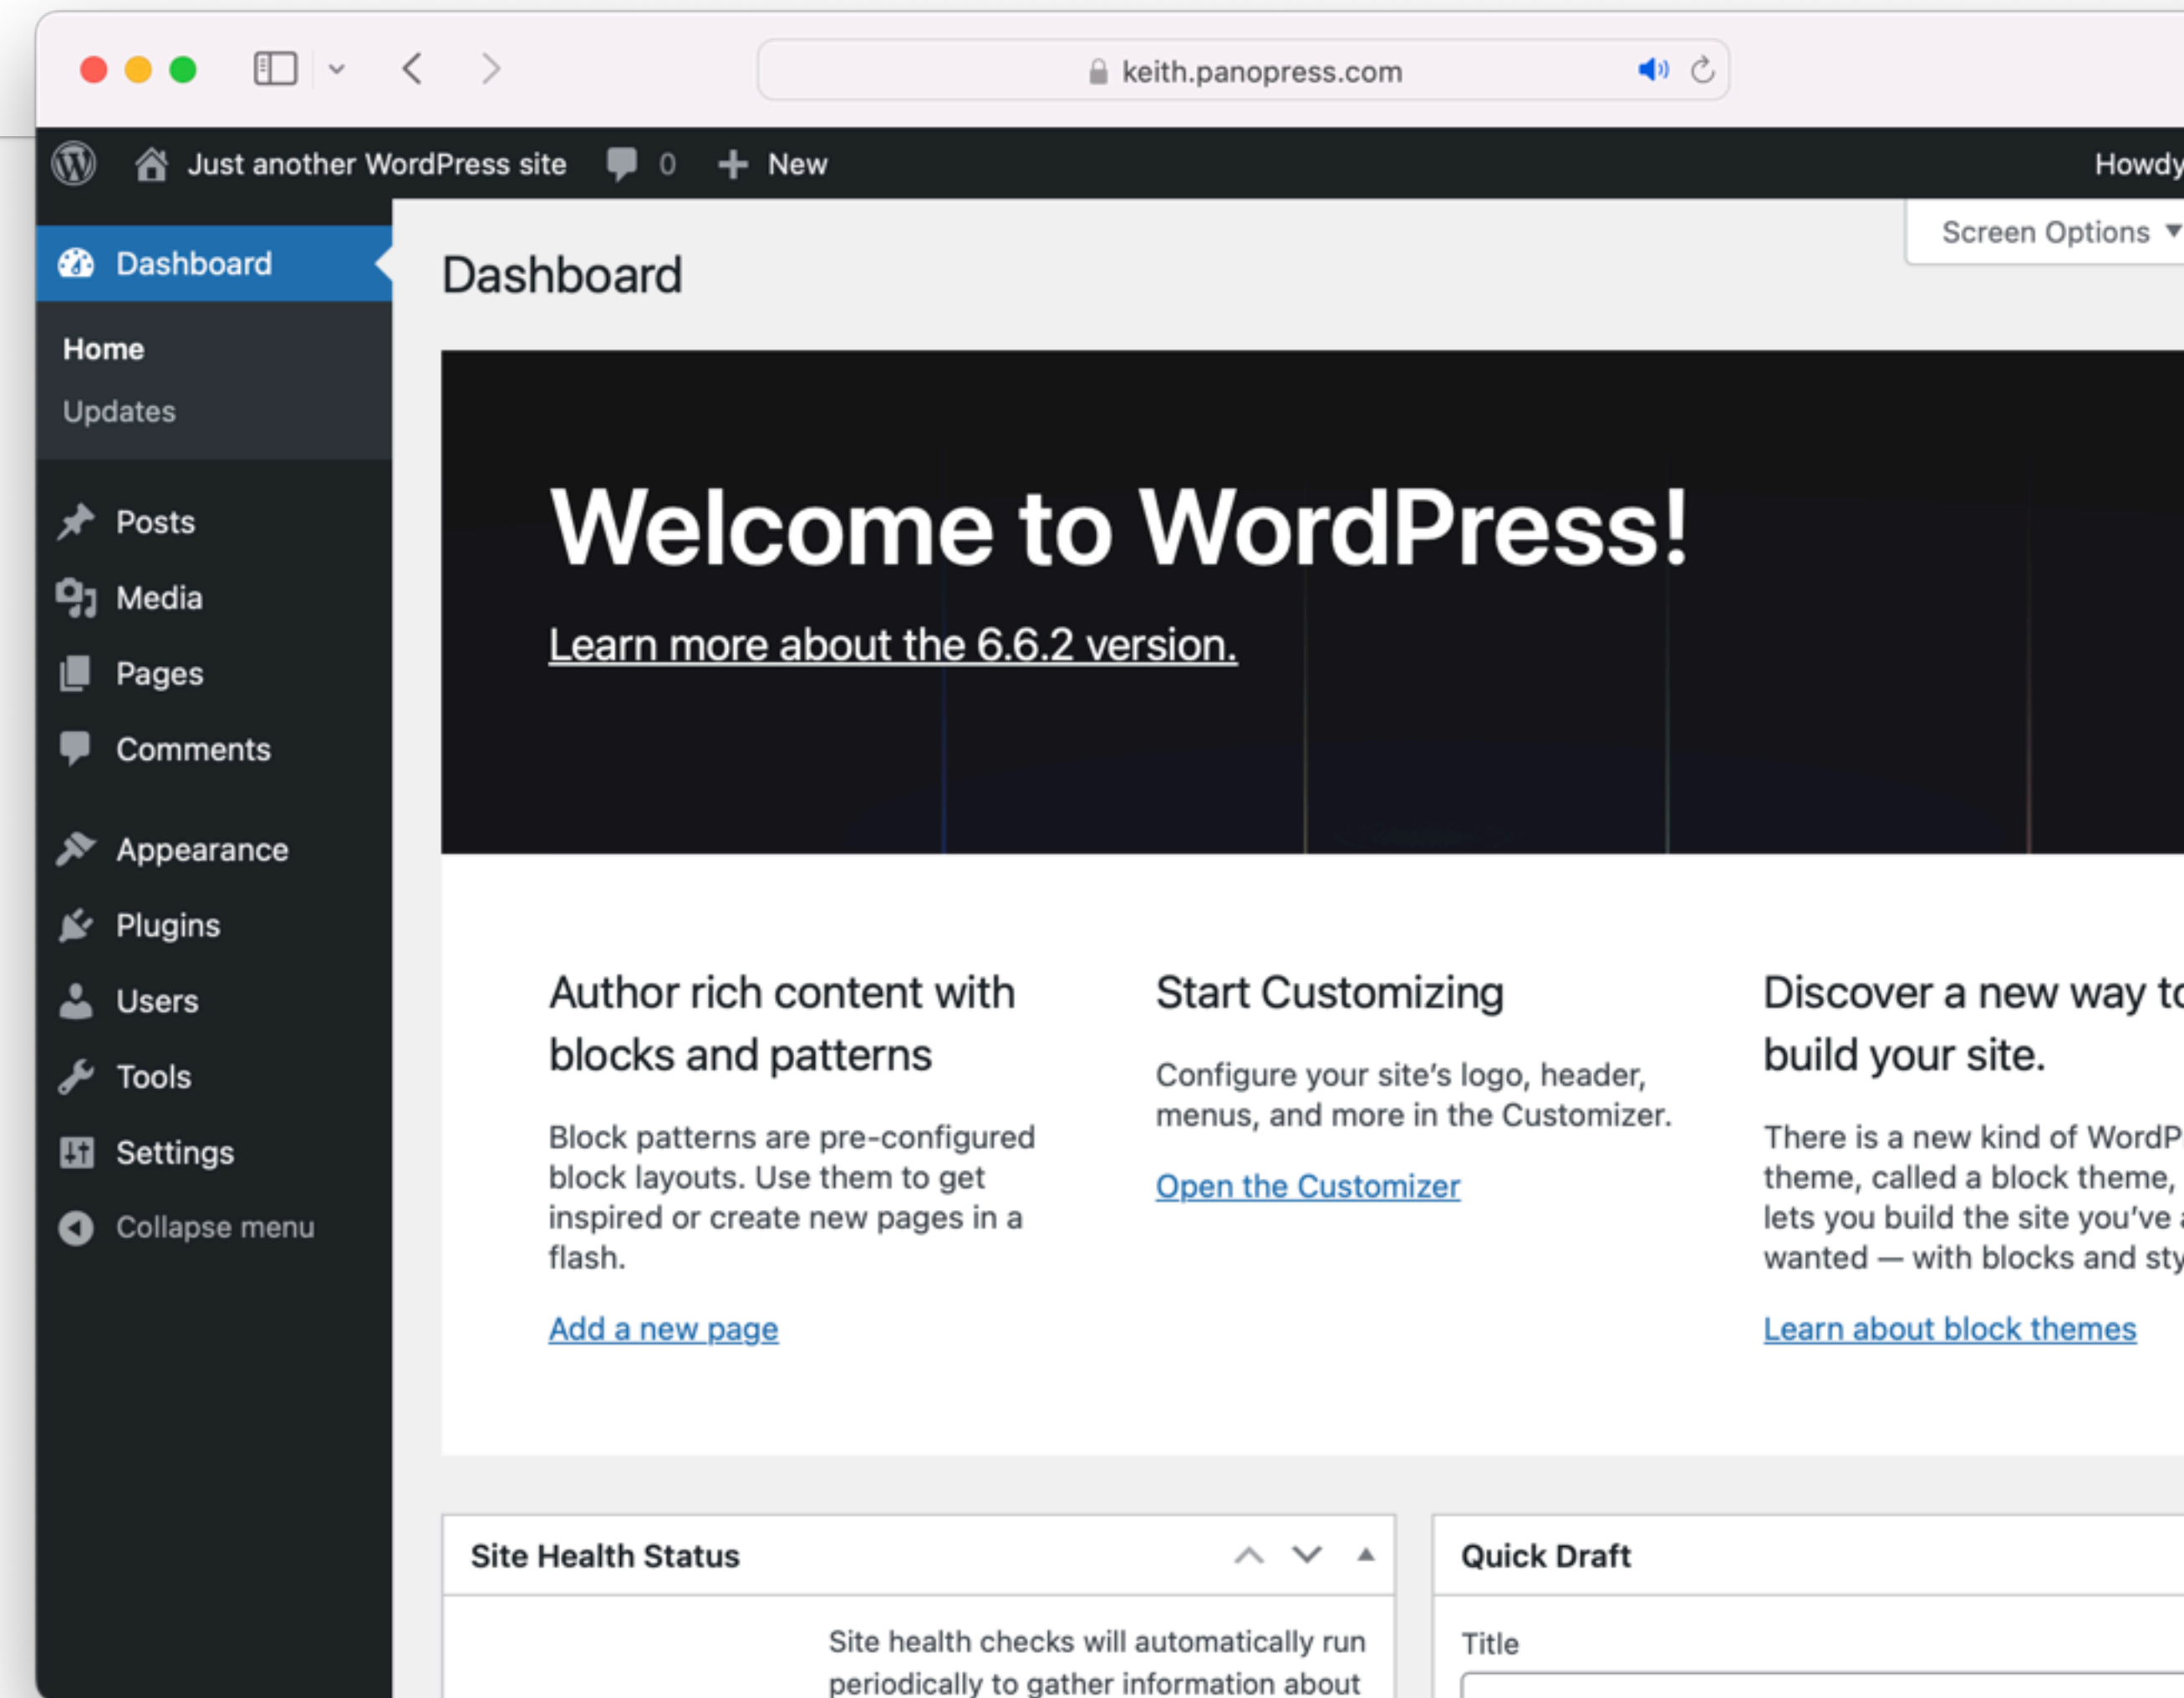 keith.panopress.com
Just another WordPress site 0 New Howdy
Screen Options
Dashboard
Home
Updates
Posts
Media
Pages
Comments
Appearance
Plugins
Users
Tools
Settings
Collapse menu
Dashboard
Welcome to WordPress!
Learn more about the 6.6.2 version.
Author rich content with
blocks and patterns
Block patterns are pre-configured
block layouts. Use them to get
inspired or create new pages in a
flash.
Add a new page
Start Customizing
Configure your site’s logo, header,
menus, and more in the Customizer.
Open the Customizer
Discover a new way to
build your site.
There is a new kind of WordP
theme, called a block theme,
lets you build the site you’ve a
wanted — with blocks and sty
Learn about block themes
Site Health Status
Site health checks will automatically run
periodically to gather information about
Quick Draft
Title